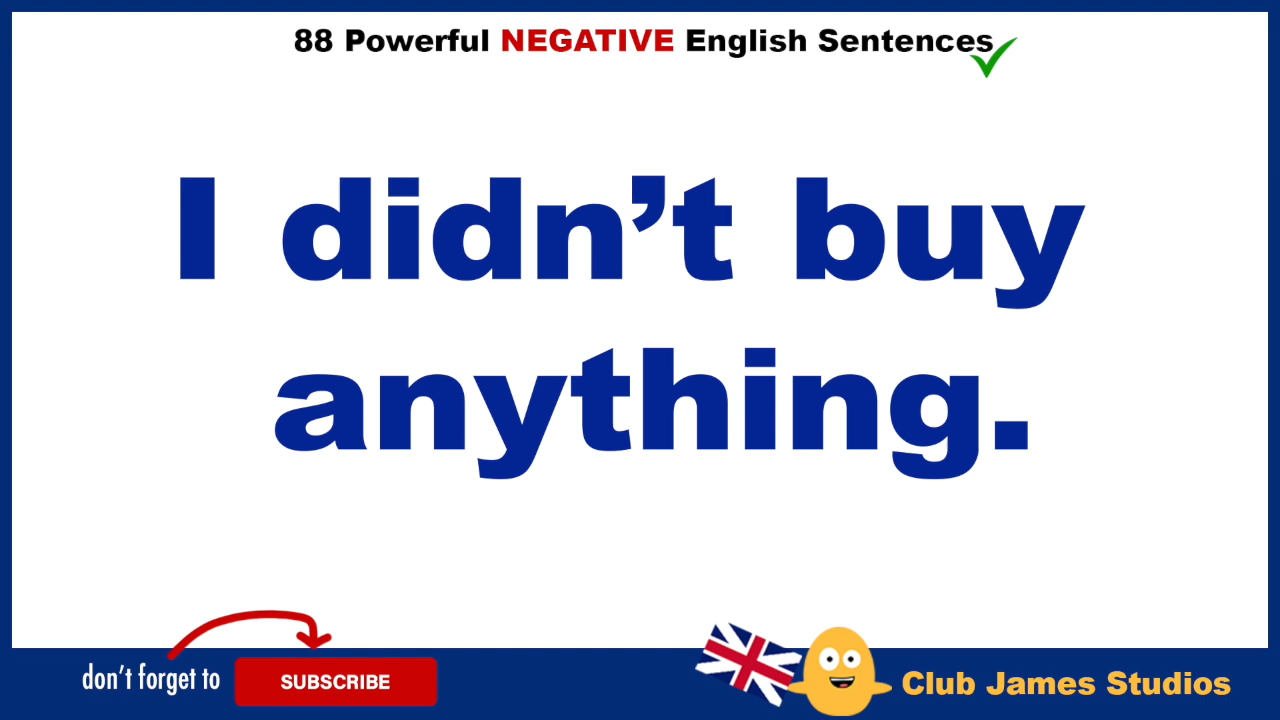 88 Powerful NEGATIVE English Sentences
I didn’t buy
anything.
don't forget to
SUBSCRIBE
Club James Studios